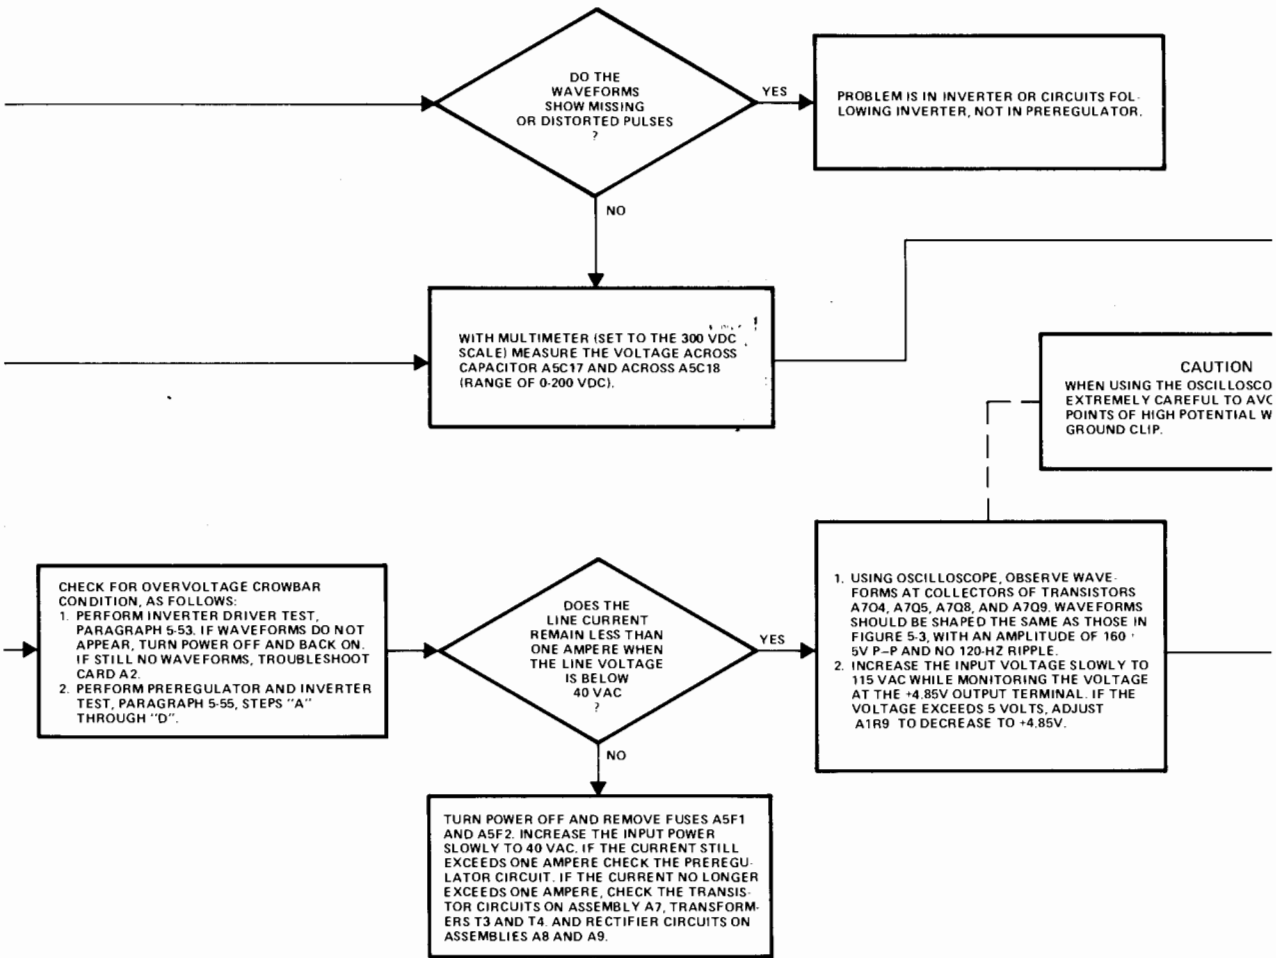 DO THE
WAVEFORMS
SHOW MISSING
OR DISTORTED PULSES
?
YES
PROBLEM IS IN INVERTER OR CIRCUITS FOL-
LOWING INVERTER, NOT IN PREREGULATOR.
NO
WITH MULTIMETER (SET TO THE 300 VDC
SCALE) MEASURE THE VOLTAGE ACROSS
CAPACITOR A5C17 AND ACROSS A5C18
(RANGE OF 0-200 VDC).
CAUTION
WHEN USING THE OSCILLOSCO
EXTREMELY CAREFUL TO AVO
POINTS OF HIGH POTENTIAL W
GROUND CLIP.
CHECK FOR OVERVOLTAGE CROWBAR
CONDITION, AS FOLLOWS:
1. PERFORM INVERTER DRIVER TEST,
PARAGRAPH 5-53. IF WAVEFORMS DO NOT
APPEAR, TURN POWER OFF AND BACK ON.
IF STILL NO WAVEFORMS, TROUBLESHOOT
CARD A2.
2. PERFORM PREREGULATOR AND INVERTER
TEST, PARAGRAPH 5-55, STEPS "A"
THROUGH "D".
DOES THE
LINE CURRENT
REMAIN LESS THAN
ONE AMPERE WHEN
THE LINE VOLTAGE
IS BELOW
40 VAC
?
YES
1. USING OSCILLOSCOPE, OBSERVE WAVE-
FORMS AT COLLECTORS OF TRANSISTORS
A7Q4, A7Q5, A7Q8, AND A7Q9. WAVEFORMS
SHOULD BE SHAPED THE SAME AS THOSE IN
FIGURE 5-3, WITH AN AMPLITUDE OF 160
5V P-P AND NO 120-HZ RIPPLE.
2. INCREASE THE INPUT VOLTAGE SLOWLY TO
115 VAC WHILE MONITORING THE VOLTAGE
AT THE +4.85V OUTPUT TERMINAL. IF THE
VOLTAGE EXCEEDS 5 VOLTS, ADJUST
A1R9 TO DECREASE TO +4.85V.
NO
TURN POWER OFF AND REMOVE FUSES A5F1
AND A5F2. INCREASE THE INPUT POWER
SLOWLY TO 40 VAC. IF THE CURRENT STILL
EXCEEDS ONE AMPERE CHECK THE PREREGU-
LATOR CIRCUIT. IF THE CURRENT NO LONGER
EXCEEDS ONE AMPERE, CHECK THE TRANSIS-
TOR CIRCUITS ON ASSEMBLY A7, TRANSFORM-
ERS T3 AND T4. AND RECTIFIER CIRCUITS ON
ASSEMBLIES A8 AND A9.